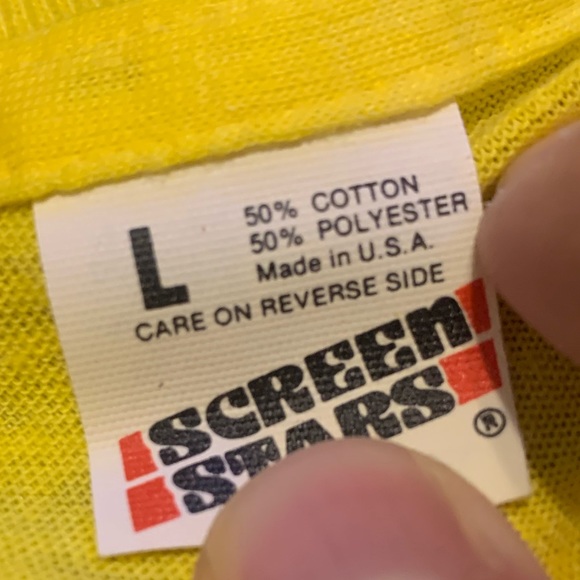 L
50% COTTON
50% POLYESTER
Made in U.S.A.
CARE ON REVERSE SIDE
SCREEN
STARS
®